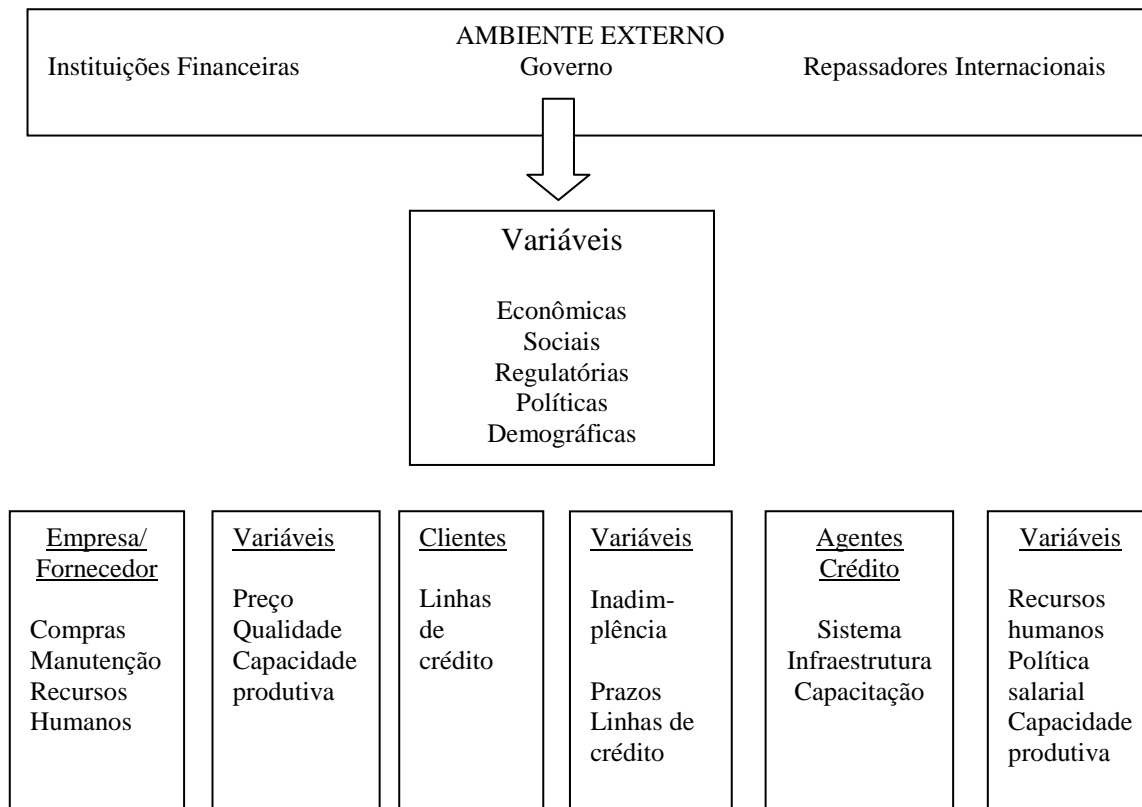 AMBIENTE EXTERNO
Instituições Financeiras Governo Repassadores Internacionais
Variáveis
Econômicas
Sociais
Regulatórias
Políticas
Demográficas
Empresa/
Fornecedor
Compras
Manutenção
Recursos
Humanos
Variáveis
Preço
Qualidade
Capacidade
produtiva
Clientes
Linhas
de
crédito
Variáveis
Inadim-
plência
Prazos
Linhas de
crédito
Agentes
Crédito
Sistema
Infraestrutura
Capacitação
Variáveis
Recursos
humanos
Política
salarial
Capacidade
produtiva